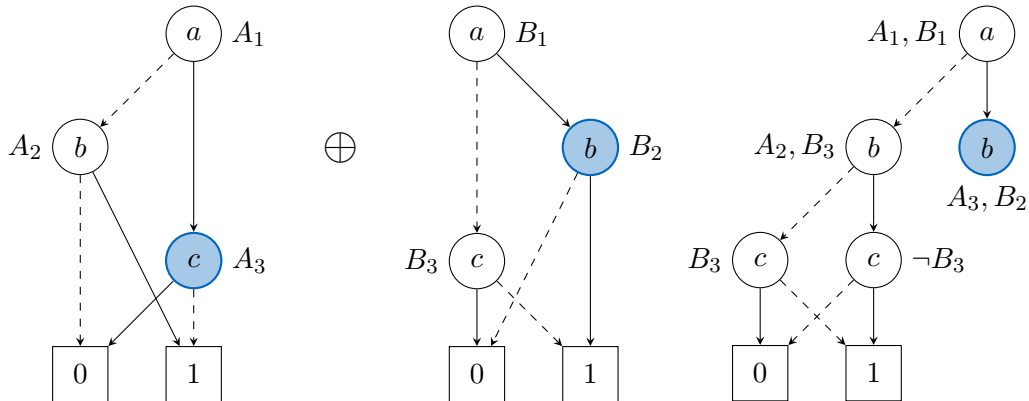 a A₁
b A₂
c A₃
0 1
⊕
a B₁
b B₂
B₃ c
0 1
A₁, B₁ a
A₂, B₃ b
b
A₃, B₂
B₃ c
c ¬B₃
0 1